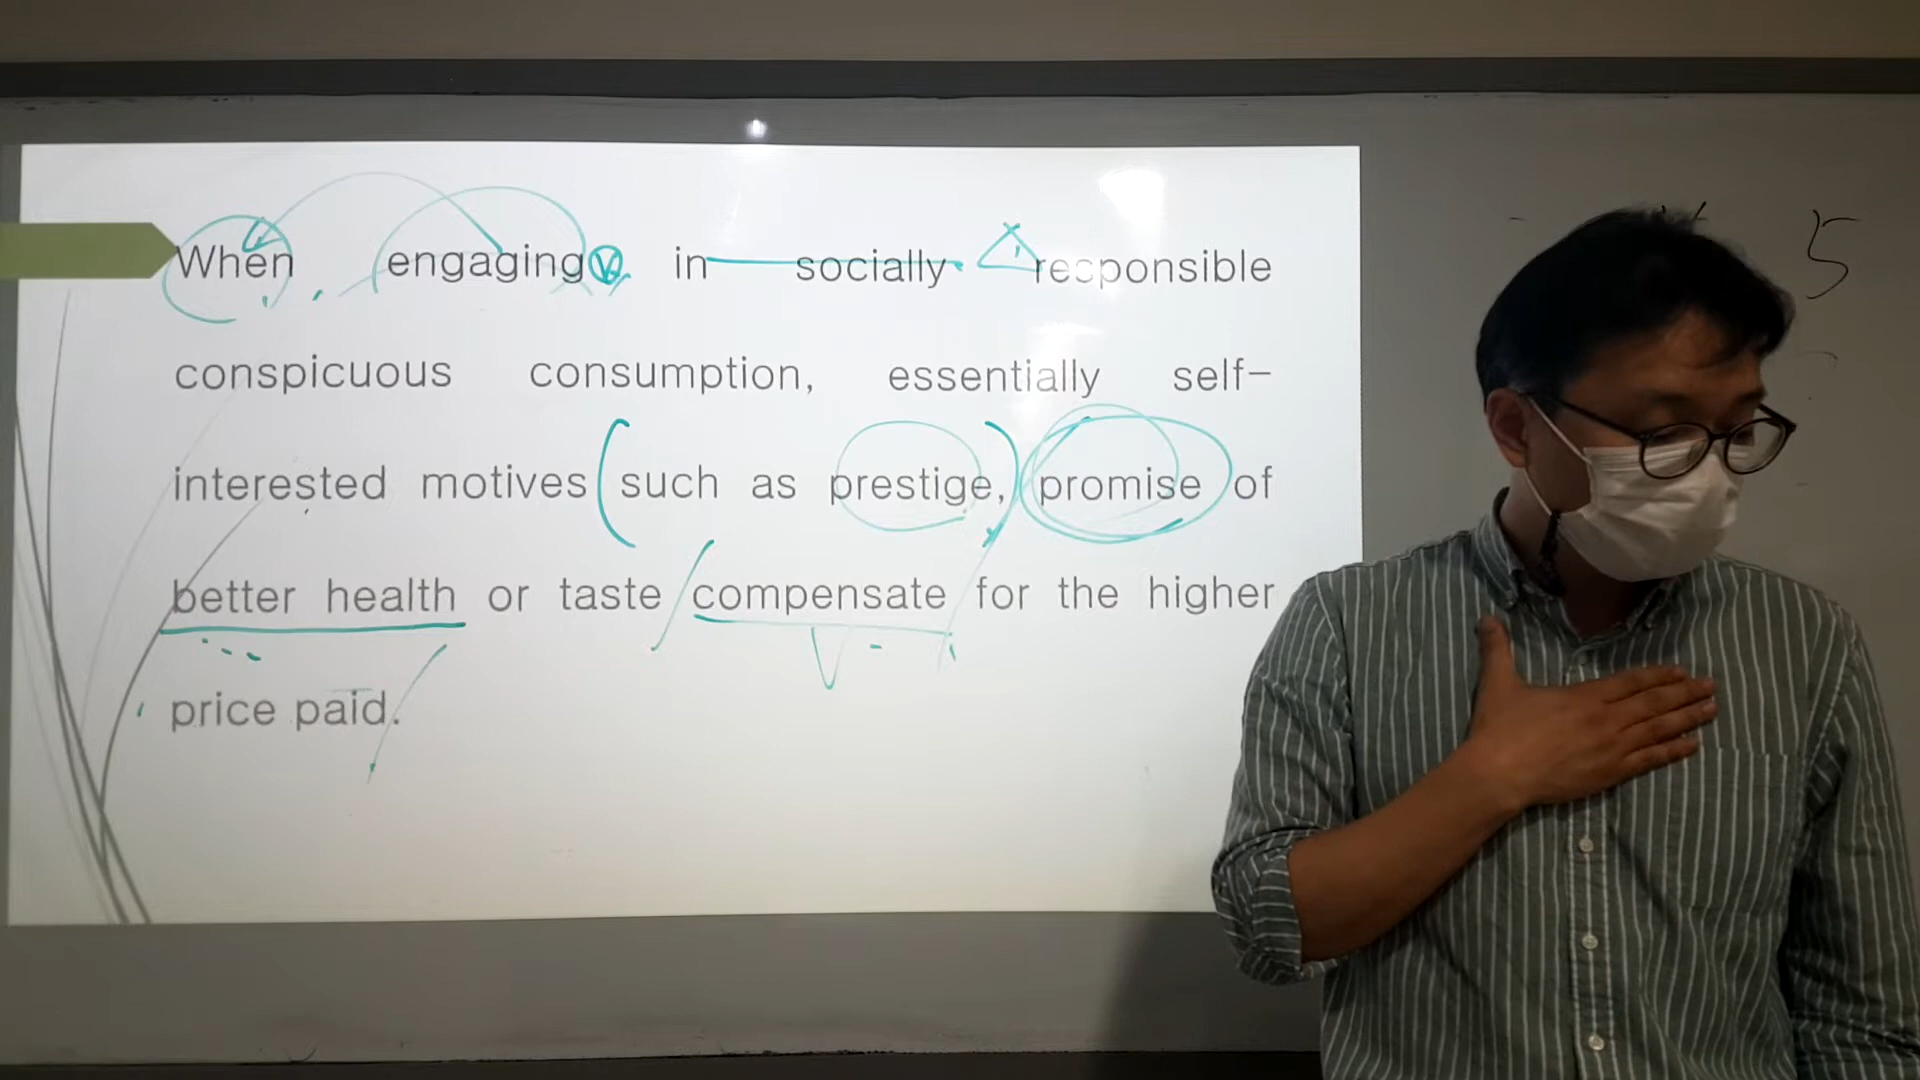 When engaging in socially responsible
conspicuous consumption, essentially self-
interested motives (such as prestige,) promise of
better health or taste / compensate for the higher
price paid.
5